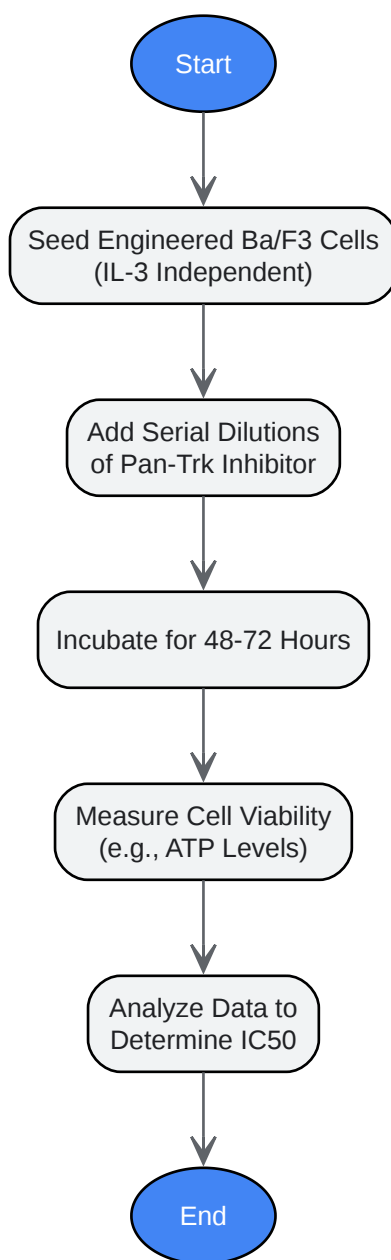 Start
Seed Engineered Ba/F3 Cells
(IL-3 Independent)
Add Serial Dilutions
of Pan-Trk Inhibitor
Incubate for 48-72 Hours
Measure Cell Viability
(e.g., ATP Levels)
Analyze Data to
Determine IC50
End